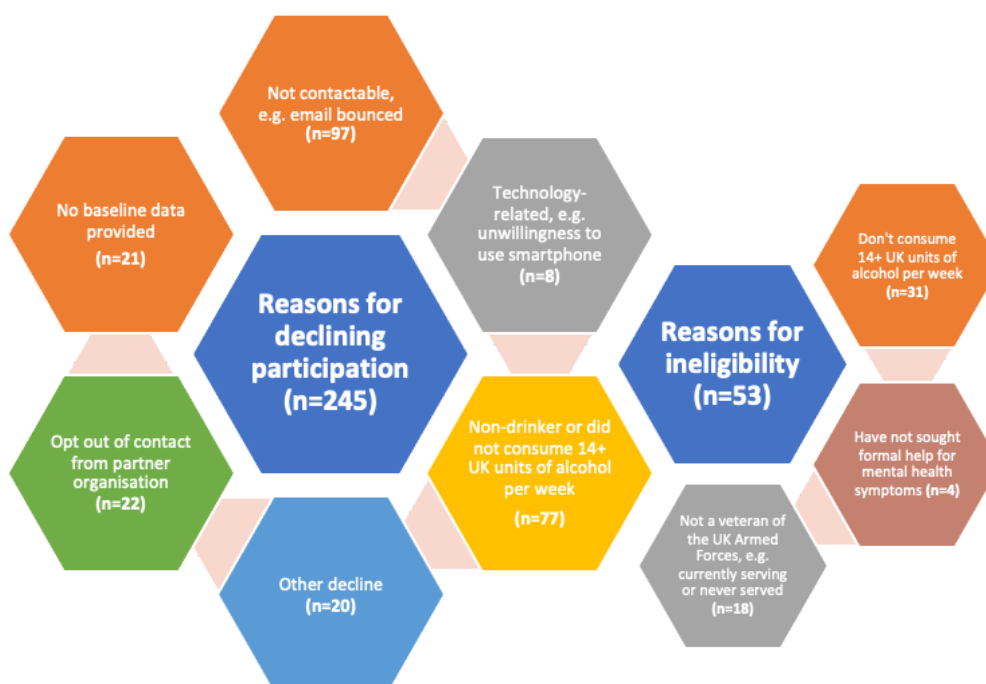 Not contactable,
e.g. email bounced
(n=97)
No baseline data
provided
(n=21)
Technology-
related, e.g.
unwillingness to
use smartphone
(n=8)
Reasons for
declining
participation
(n=245)
Opt out of contact
from partner
organisation
(n=22)
Non-drinker or did
not consume 14+
UK units of alcohol
per week
(n=77)
Other decline
(n=20)
Don't consume
14+ UK units of
alcohol per week
(n=31)
Reasons for
ineligibility
(n=53)
Have not sought
formal help for
mental health
symptoms (n=4)
Not a veteran of
the UK Armed
Forces, e.g.
currently serving
or never served
(n=18)